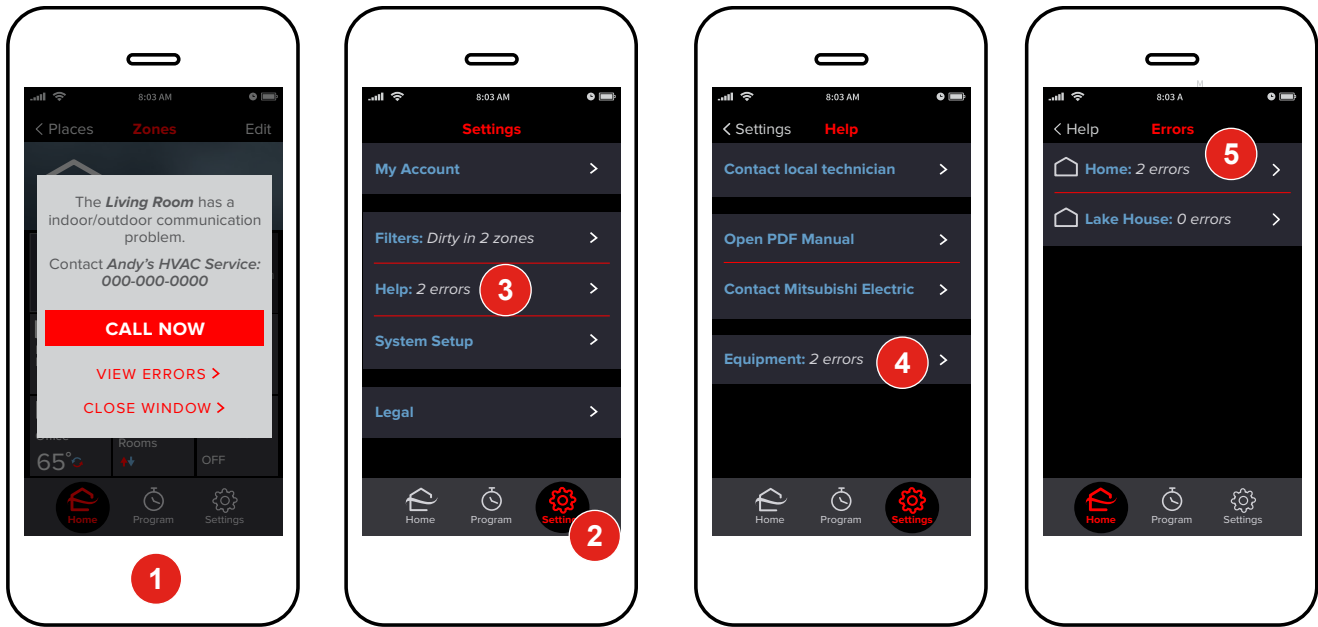 8:03 AM
< Places Zones Edit
The Living Room has a
indoor/outdoor communication
problem.
Contact Andy's HVAC Service:
000-000-0000
CALL NOW
VIEW ERRORS >
CLOSE WINDOW >
Rooms
65°
OFF
Home Program Settings
1
8:03 AM
Settings
My Account >
Filters: Dirty in 2 zones >
Help: 2 errors 3 >
System Setup >
Legal >
Home Program Settings
2
8:03 AM
< Settings Help
Contact local technician >
Open PDF Manual >
Contact Mitsubishi Electric >
Equipment: 2 errors 4 >
Home Program Settings
M
8:03 A
< Help Errors
5
Home: 2 errors >
Lake House: 0 errors >
Home Program Settings